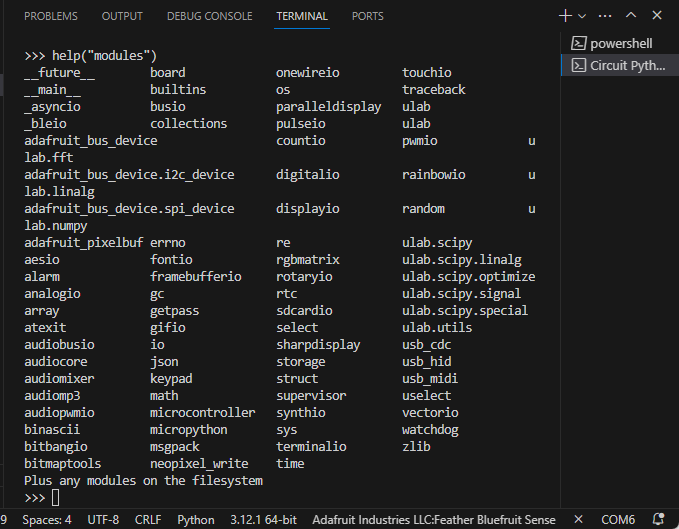 PROBLEMS OUTPUT DEBUG CONSOLE TERMINAL PORTS
>>> help("modules")
__future__ board onewireio touchio
__main__ builtins os traceback
_asyncio busio paralleldisplay ulab
_bleio collections pulseio ulab
adafruit_bus_device countio pwmio u
lab.fft
adafruit_bus_device.i2c_device digitalio rainbowio u
lab.linalg
adafruit_bus_device.spi_device displayio random u
lab.numpy
adafruit_pixelbuf errno re ulab.scipy
aesio fontio rgbmatrix ulab.scipy.linalg
alarm framebufferio rotaryio ulab.scipy.optimize
analogio gc rtc ulab.scipy.signal
array getpass sdcardio ulab.scipy.special
atexit gifio select ulab.utils
audiobusio io sharpdisplay usb_cdc
audiocore json storage usb_hid
audiomixer keypad struct usb_midi
audiomp3 math supervisor uselect
audiopwmio microcontroller synthio vectorio
binascii micropython sys watchdog
bitbangio msgpack terminalio zlib
bitmaptools neopixel_write time
Plus any modules on the filesystem
>>>
powershell
Circuit Pyth...
9 Spaces: 4 UTF-8 CRLF Python 3.12.1 64-bit Adafruit Industries LLC:Feather Bluefruit Sense COM6